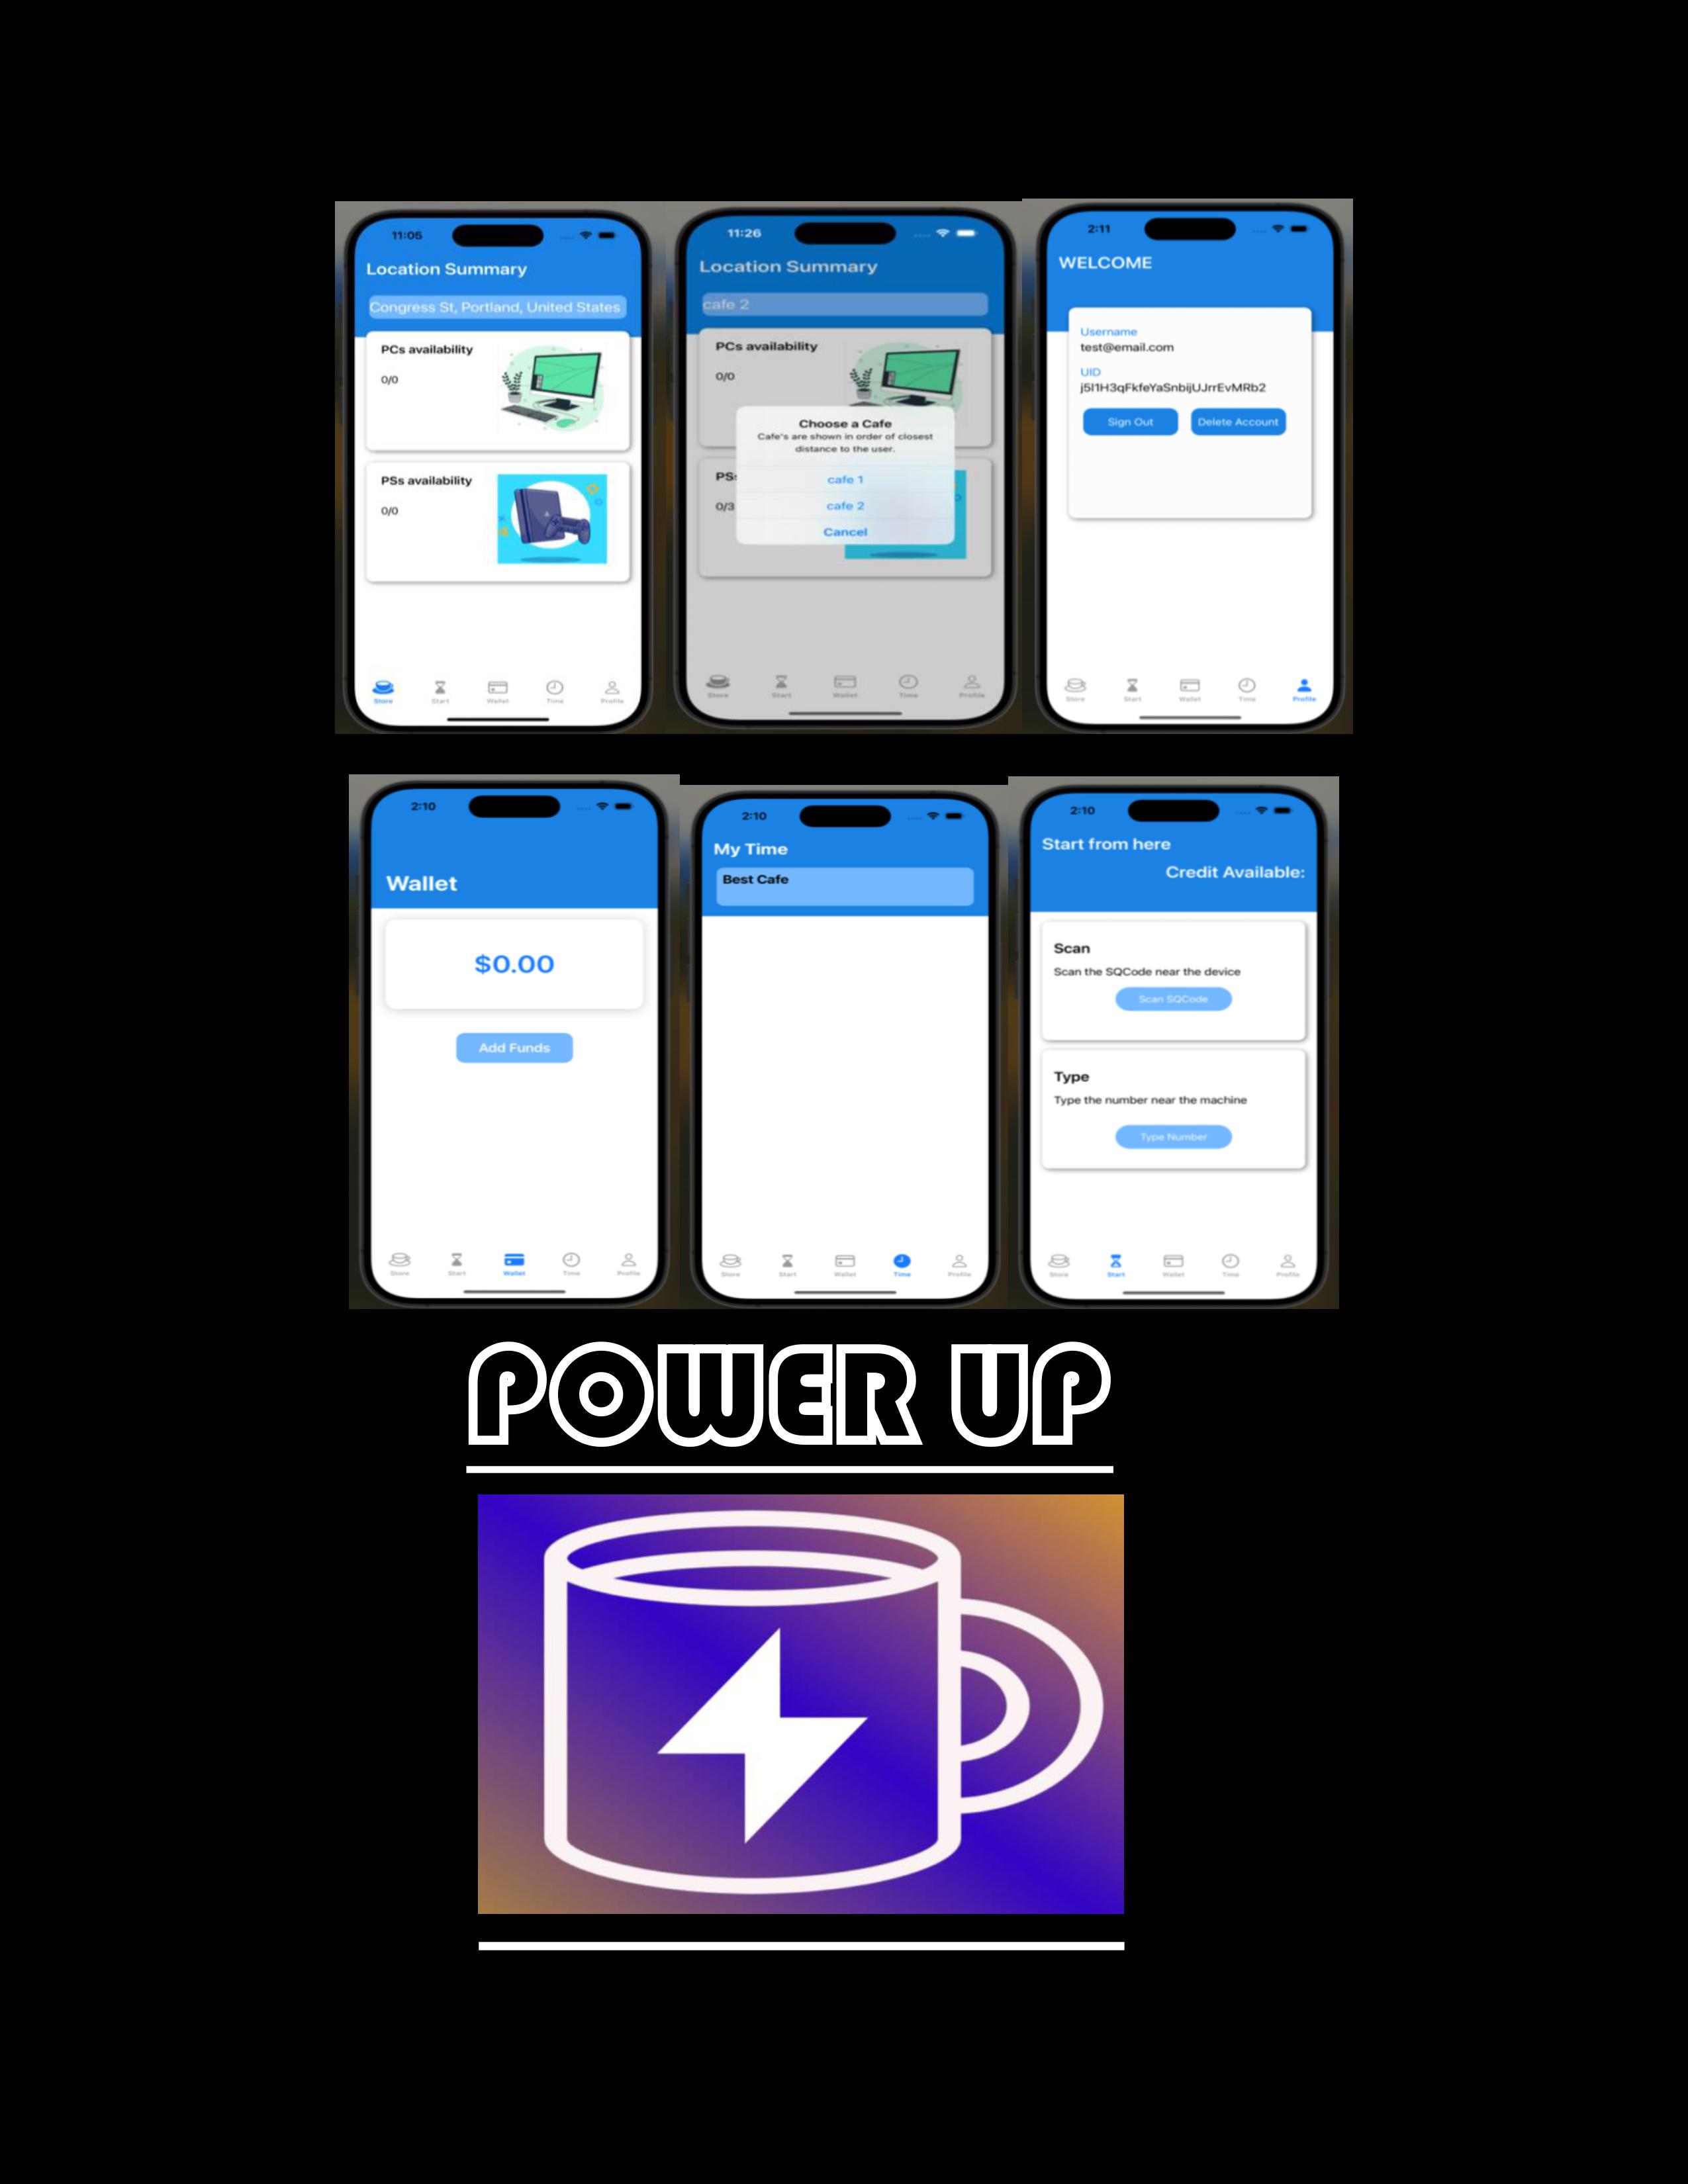 11:05
Location Summary
Congress St, Portland, United States
PCs availability
0/0
PSs availability
0/0
Store Start Wallet Time Profile
11:26
Location Summary
cafe 2
PCs availability
0/0
Choose a Cafe
Cafe's are shown in order of closest
distance to the user.
cafe 1
cafe 2
Cancel
PSs
0/3
Store Start Wallet Time Profile
2:11
WELCOME
Username
test@email.com
UID
j5l1H3qFkfeYaSnbijUJrrEvMRb2
Sign Out Delete Account
Store Start Wallet Time Profile
2:10
Wallet
$0.00
Add Funds
Store Start Wallet Time Profile
2:10
My Time
Best Cafe
Store Start Wallet Time Profile
2:10
Start from here
Credit Available:
Scan
Scan the SQCode near the device
Scan SQCode
Type
Type the number near the machine
Type Number
Store Start Wallet Time Profile
POWER UP